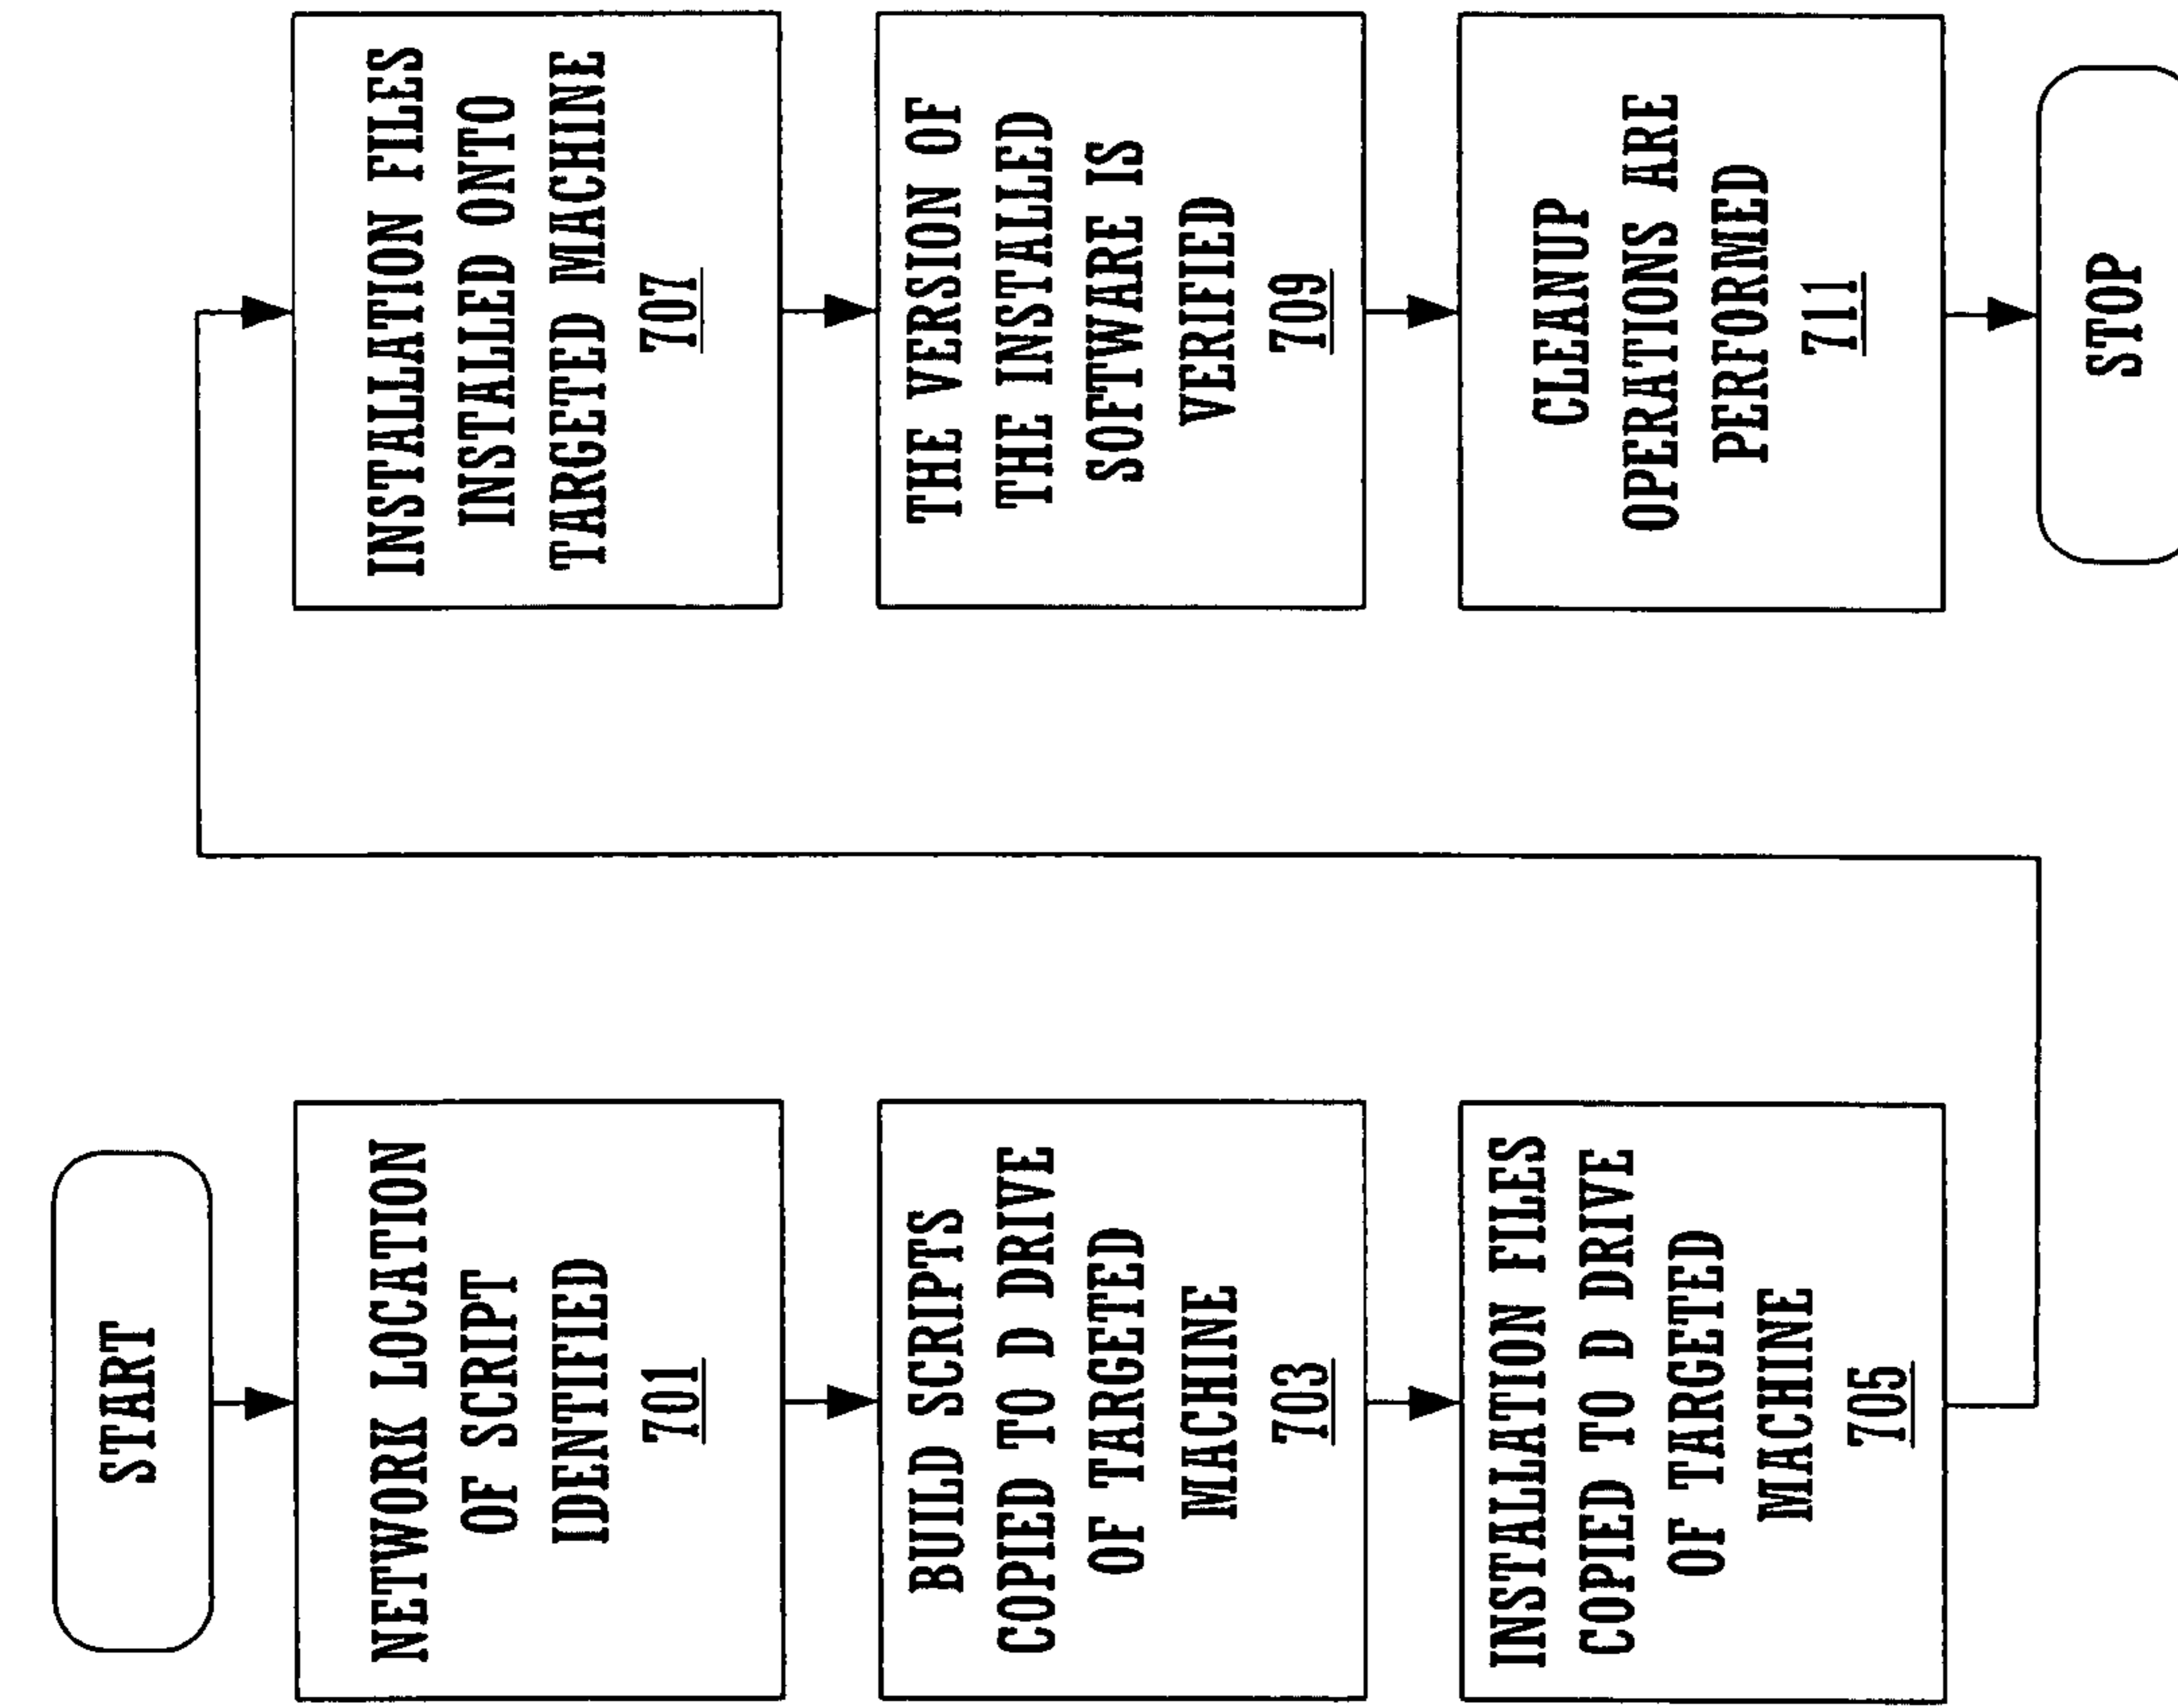 START
NETWORK LOCATION
OF SCRIPT
IDENTIFIED
701
BUILD SCRIPTS
COPIED TO D DRIVE
OF TARGETED
MACHINE
703
INSTALLATION FILES
COPIED TO D DRIVE
OF TARGETED
MACHINE
705
INSTALLATION FILES
INSTALLED ONTO
TARGETED MACHINE
707
THE VERSION OF
THE INSTALLED
SOFTWARE IS
VERIFIED
709
CLEANUP
OPERATIONS ARE
PERFORMED
711
STOP